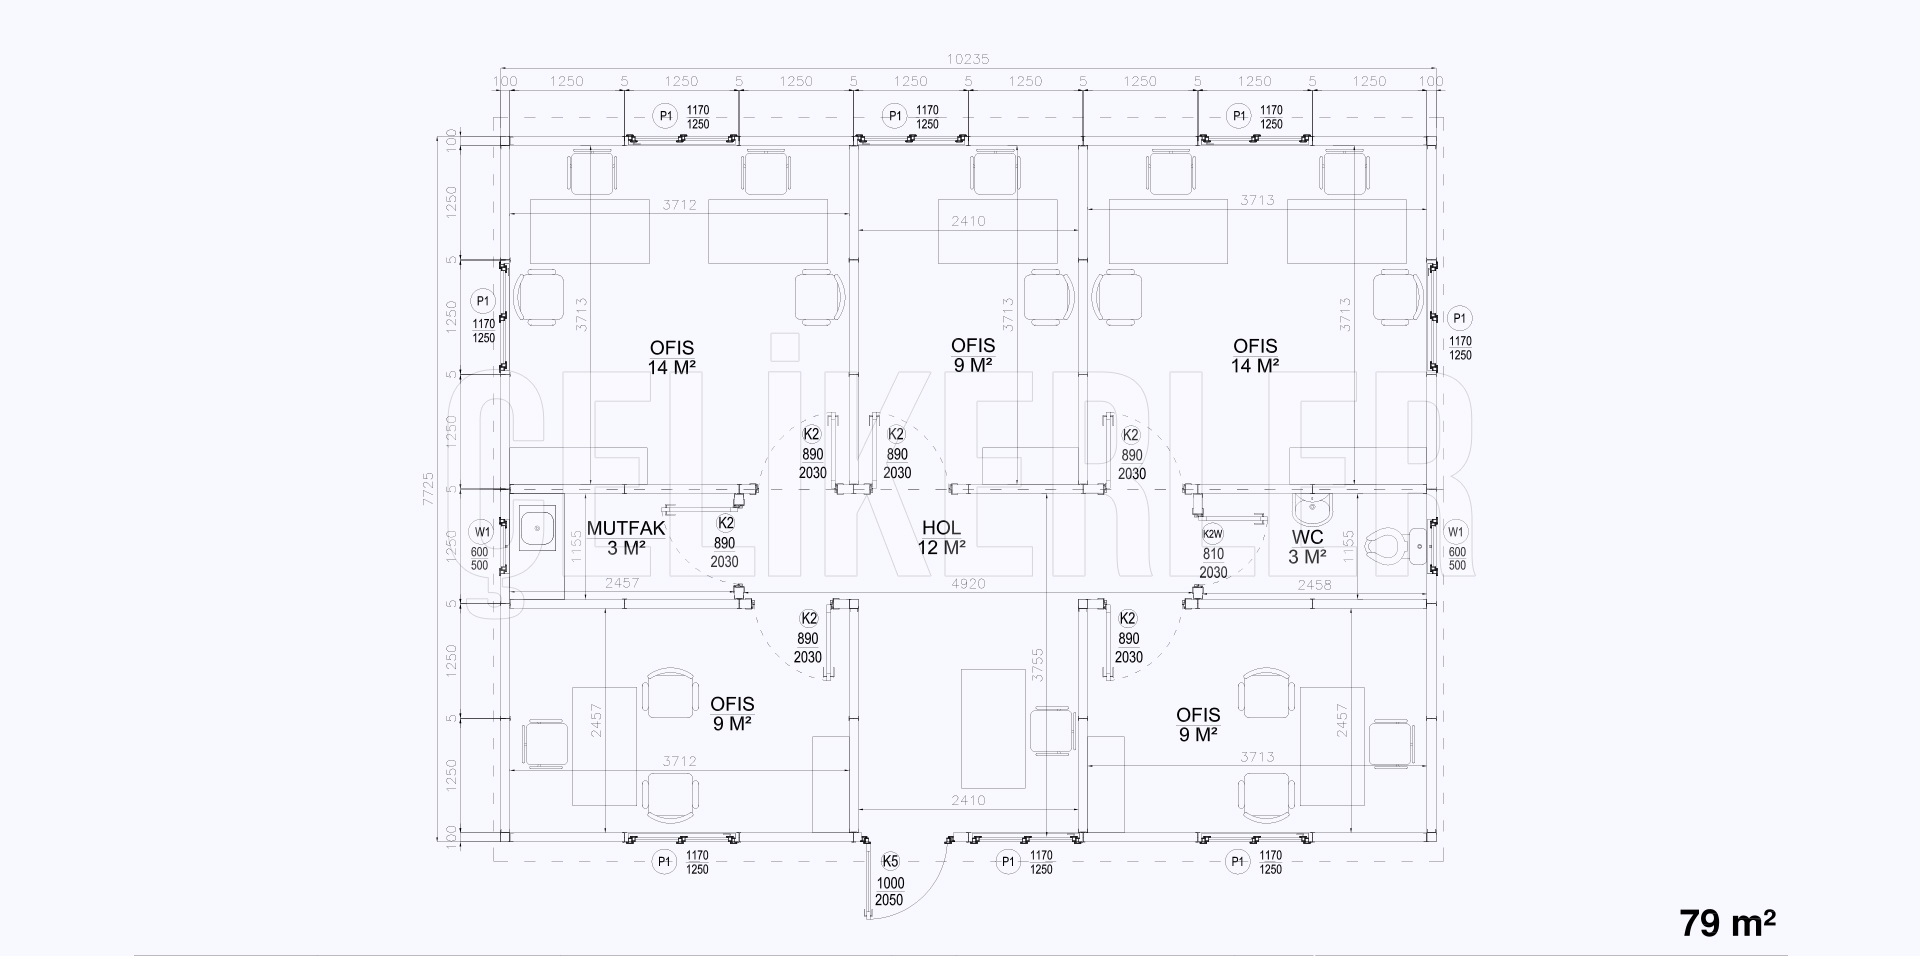 10235
100 1250 5 1250 5 1250 5 1250 5 1250 5 1250 5 1250 5 1250 100
P1 1170 1250
P1 1170 1250
P1 1170 1250
7725
100
1250
5
1250
5
1250
5
1250
5
1250
5
1250
100
3712
2410
3713
3713
3713
3713
P1
1170
1250
P1
1170
1250
OFIS
14 M²
OFIS
9 M²
OFIS
14 M²
ÇELİKERLER
K2
890
2030
K2
890
2030
K2
890
2030
W1
600
500
MUTFAK
3 M²
1155
K2
890
2030
HOL
12 M²
K2W
810
2030
WC
3 M²
1155
W1
600
500
2457
4920
2458
K2
890
2030
K2
890
2030
3755
OFIS
9 M²
OFIS
9 M²
2457
2457
3712
3713
2410
P1 1170 1250
K5
1000
2050
P1 1170 1250
P1 1170 1250
79 m²